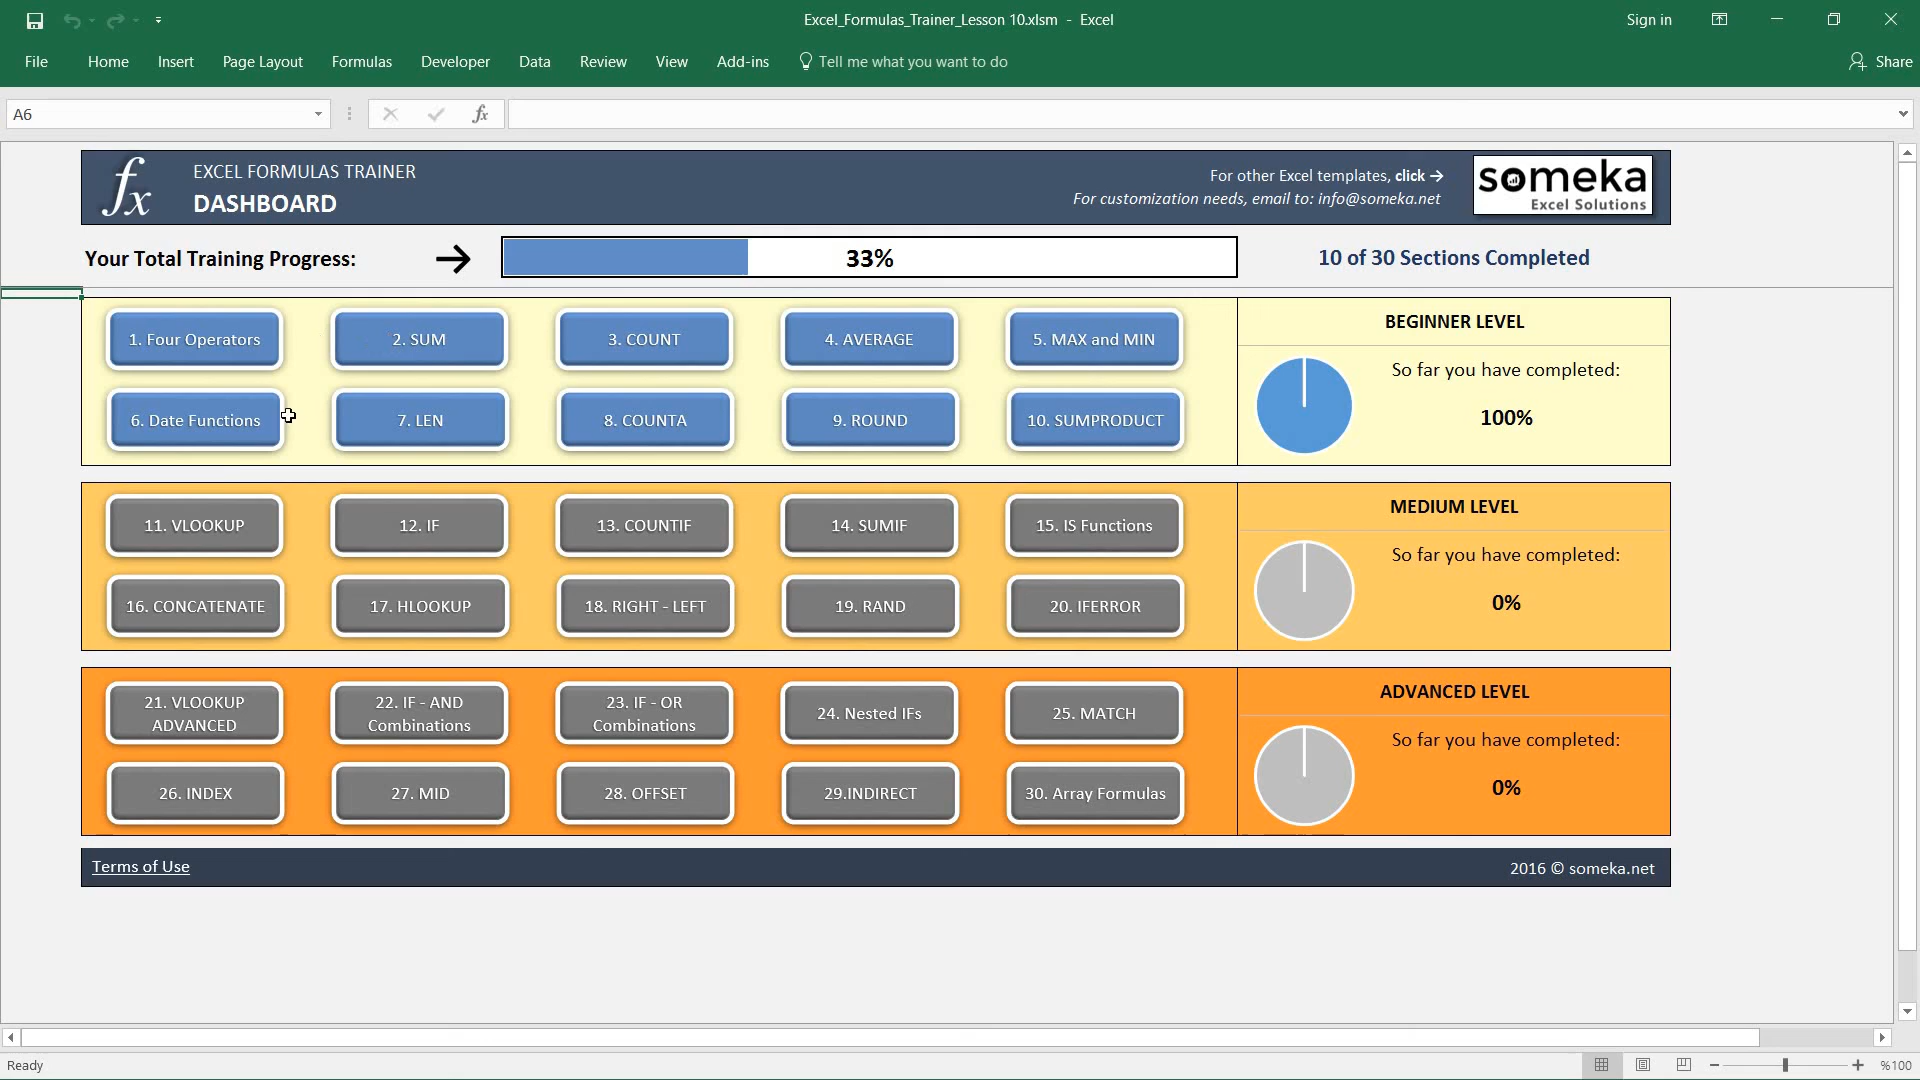 Excel_Formulas_Trainer_Lesson 10.xlsm - Excel
Sign in
File Home Insert Page Layout Formulas Developer Data Review View Add-ins Tell me what you want to do Share
A6
fx
fx
EXCEL FORMULAS TRAINER
DASHBOARD
For other Excel templates, click →
For customization needs, email to: info@someka.net
someka
Excel Solutions
Your Total Training Progress: → 33% 10 of 30 Sections Completed
1. Four Operators 2. SUM 3. COUNT 4. AVERAGE 5. MAX and MIN
6. Date Functions 7. LEN 8. COUNTA 9. ROUND 10. SUMPRODUCT
BEGINNER LEVEL
So far you have completed:
100%
11. VLOOKUP 12. IF 13. COUNTIF 14. SUMIF 15. IS Functions
16. CONCATENATE 17. HLOOKUP 18. RIGHT - LEFT 19. RAND 20. IFERROR
MEDIUM LEVEL
So far you have completed:
0%
21. VLOOKUP
ADVANCED
22. IF - AND
Combinations
23. IF - OR
Combinations
24. Nested IFs
25. MATCH
26. INDEX 27. MID 28. OFFSET 29.INDIRECT 30. Array Formulas
ADVANCED LEVEL
So far you have completed:
0%
Terms of Use
2016 © someka.net
Ready
%100